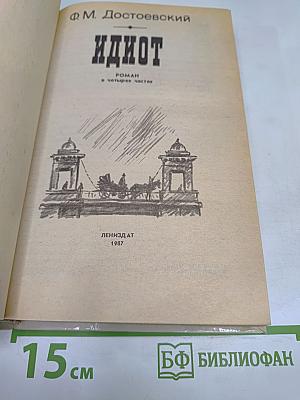 Ф. М. Достоевский
ИДИОТ
РОМАН
в четырех частях
ЛЕНИЗДАТ
1987
15 см
БФ БИБЛИОФАН